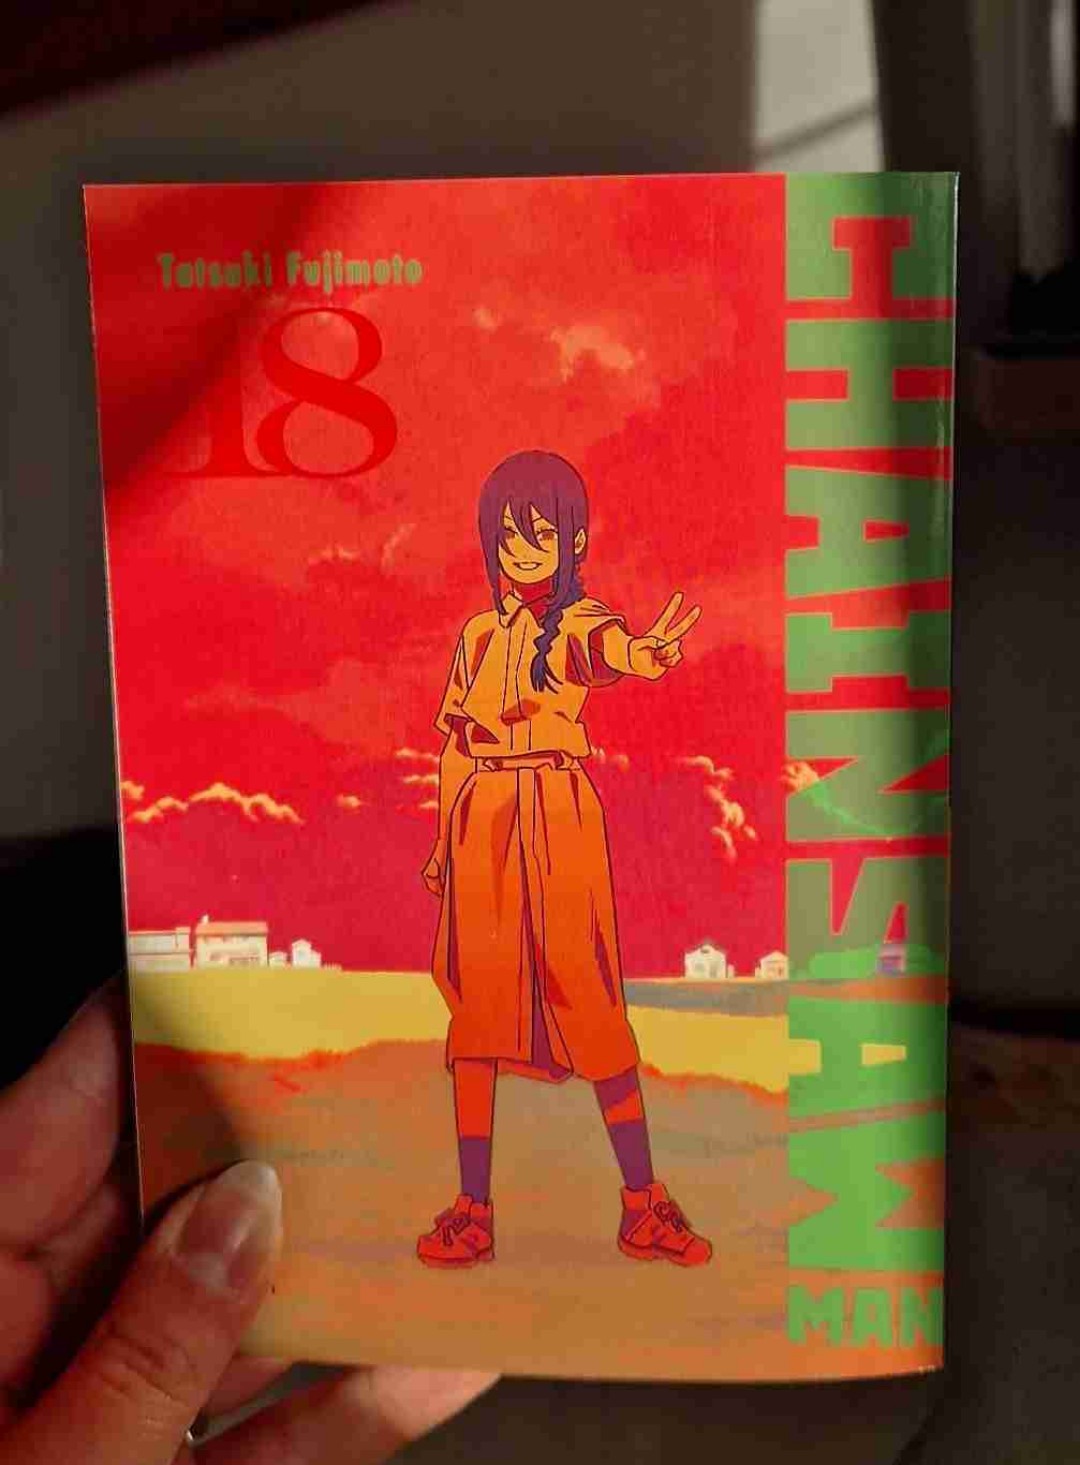 Tatsuki Fujimoto
18
CHAINSAW
MAN